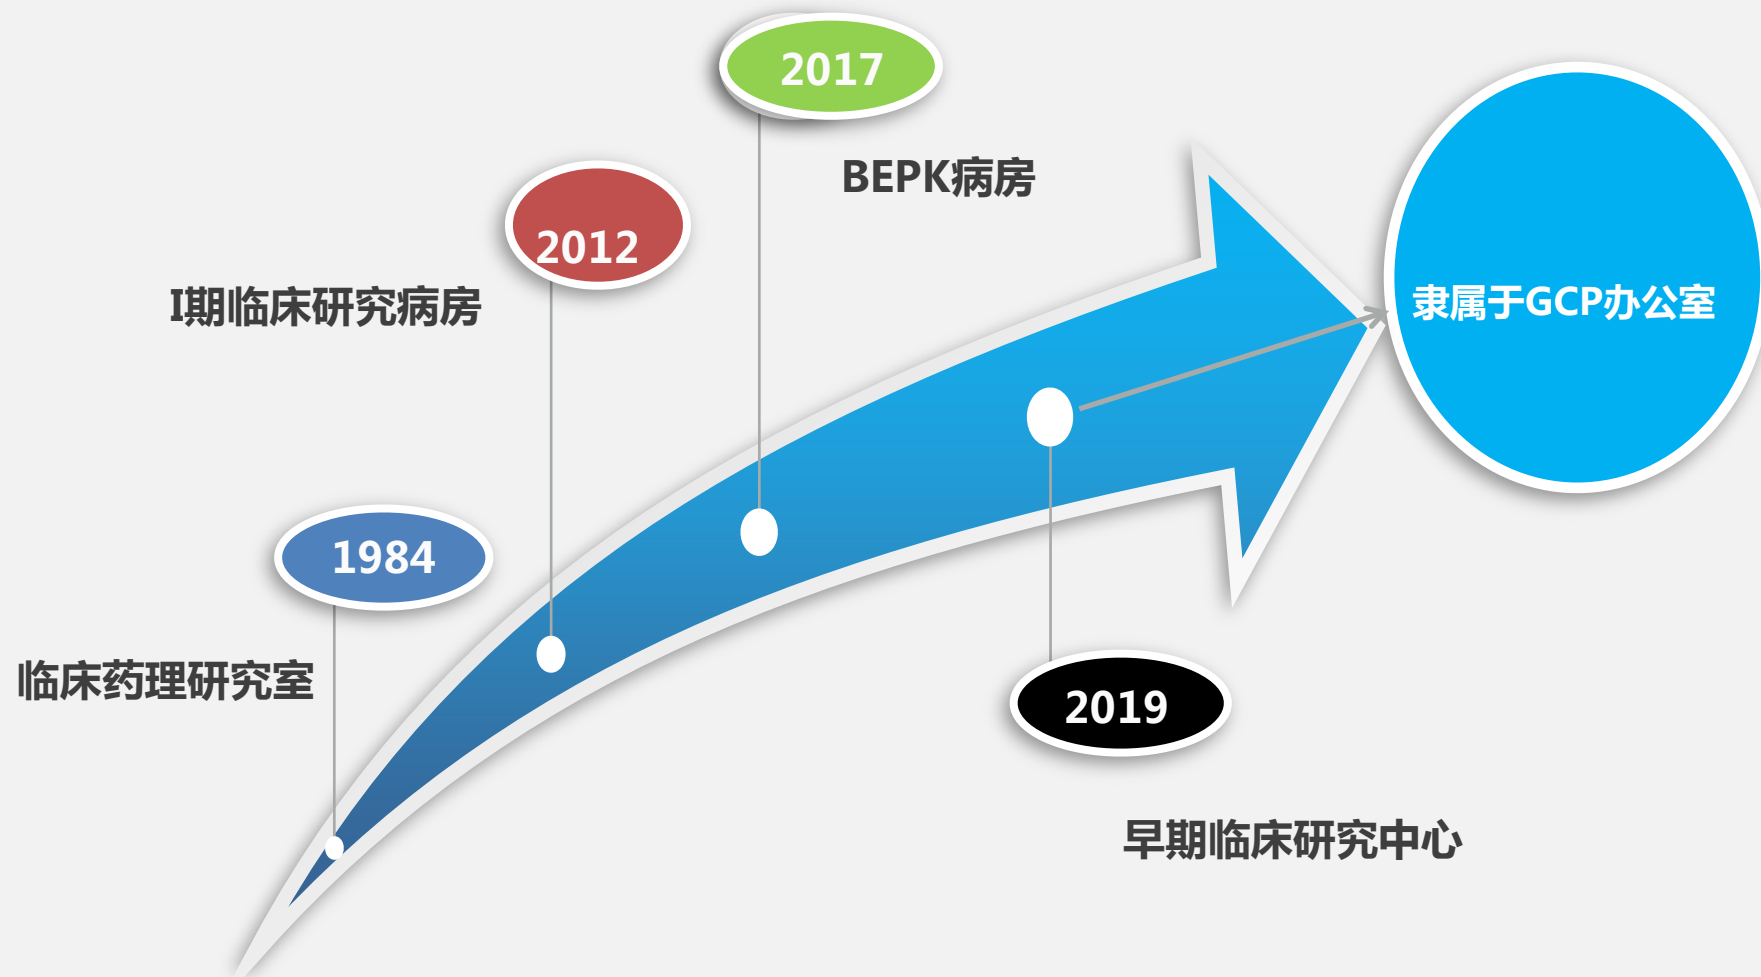 2017
BEPK病房
2012
I期临床研究病房
隶属于GCP办公室
1984
临床药理研究室
2019
早期临床研究中心